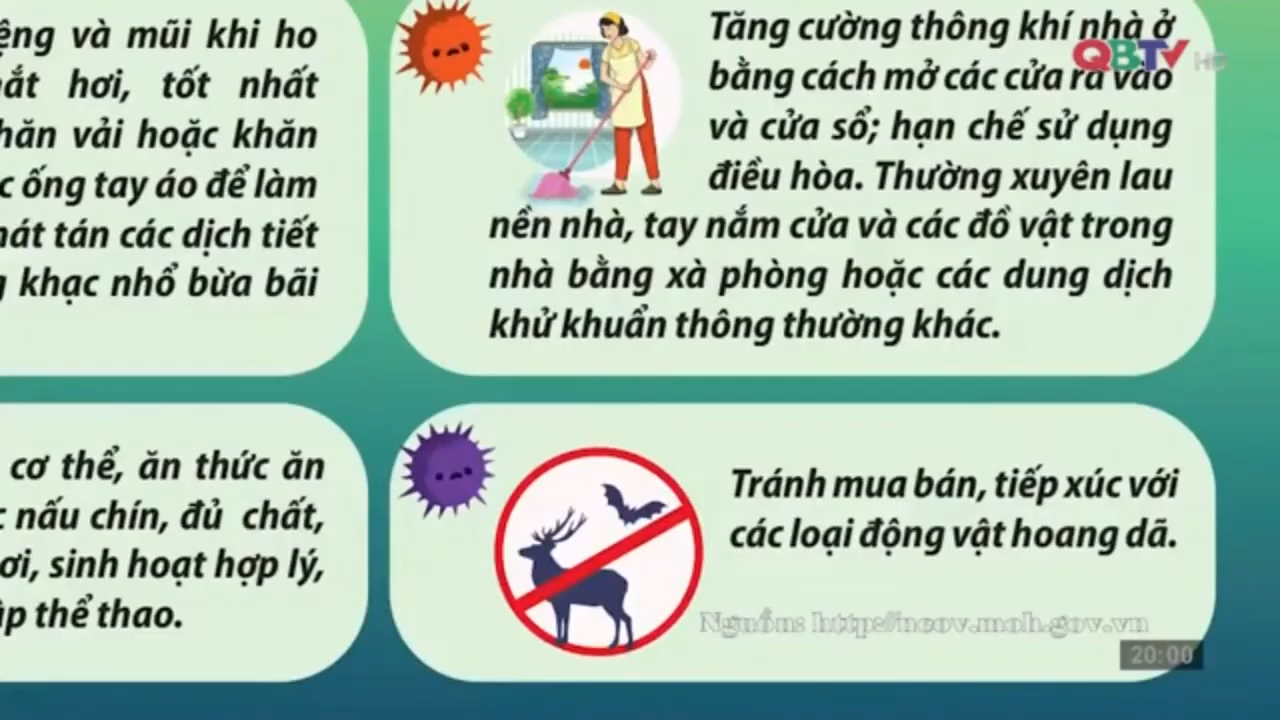 ệng và mũi khi ho
ắt hơi, tốt nhất
hăn vải hoặc khăn
c ống tay áo để làm
hát tán các dịch tiết
g khạc nhổ bừa bãi
Tăng cường thông khí nhà ở
bằng cách mở các cửa ra vào
và cửa sổ; hạn chế sử dụng
điều hòa. Thường xuyên lau
nền nhà, tay nắm cửa và các đồ vật trong
nhà bằng xà phòng hoặc các dung dịch
khử khuẩn thông thường khác.
QBTV HD
cơ thể, ăn thức ăn
c nấu chín, đủ chất,
ơi, sinh hoạt hợp lý,
ập thể thao.
Tránh mua bán, tiếp xúc với
các loại động vật hoang dã.
Nguồn: http://ncov.moh.gov.vn
20:00